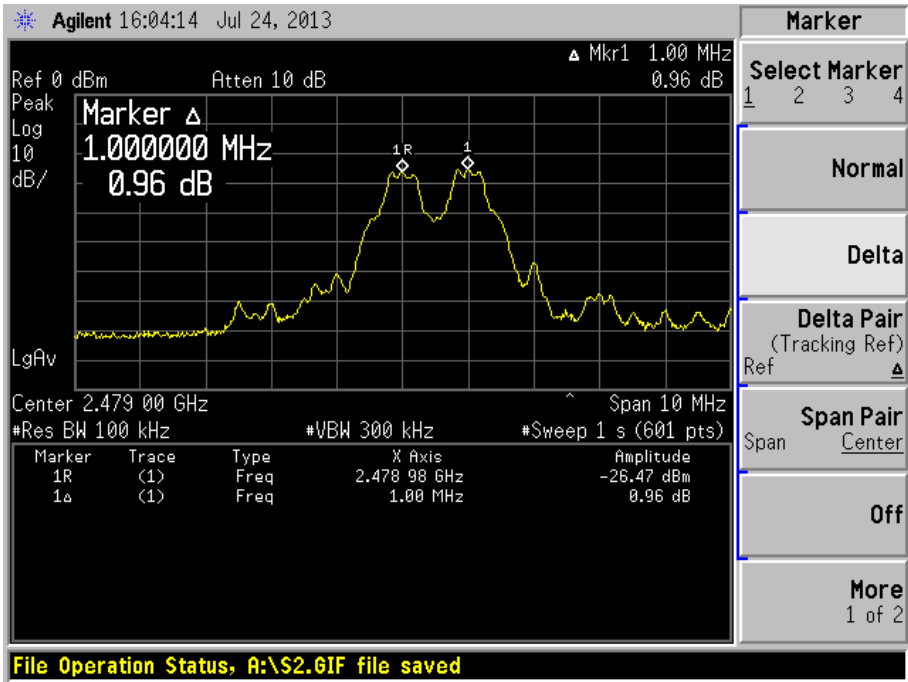 Agilent 16:04:14 Jul 24, 2013
Δ Mkr1 1.00 MHz
Ref 0 dBm Atten 10 dB 0.96 dB
Peak
Log
10
dB/
Marker Δ
1.000000 MHz
0.96 dB
1R
1
LgAv
Center 2.479 00 GHz ^ Span 10 MHz
#Res BW 100 kHz #VBW 300 kHz #Sweep 1 s (601 pts)
Marker Trace Type X Axis Amplitude
1R (1) Freq 2.478 98 GHz -26.47 dBm
1Δ (1) Freq 1.00 MHz 0.96 dB
File Operation Status, A:\S2.GIF file saved
Marker
Select Marker
1 2 3 4
Normal
Delta
Delta Pair
(Tracking Ref)
Ref Δ
Span Pair
Span Center
Off
More
1 of 2